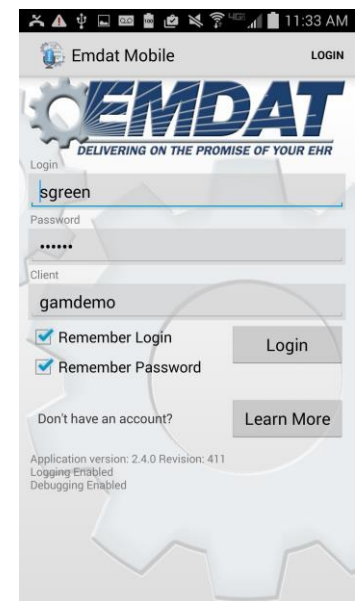 4G LTE 11:33 AM
Emdat Mobile LOGIN
EMDAT
DELIVERING ON THE PROMISE OF YOUR EHR
Login
sgreen
Password
••••••
Client
gamdemo
Remember Login
Login
Remember Password
Don't have an account? Learn More
Application version: 2.4.0 Revision: 411
Logging Enabled
Debugging Enabled